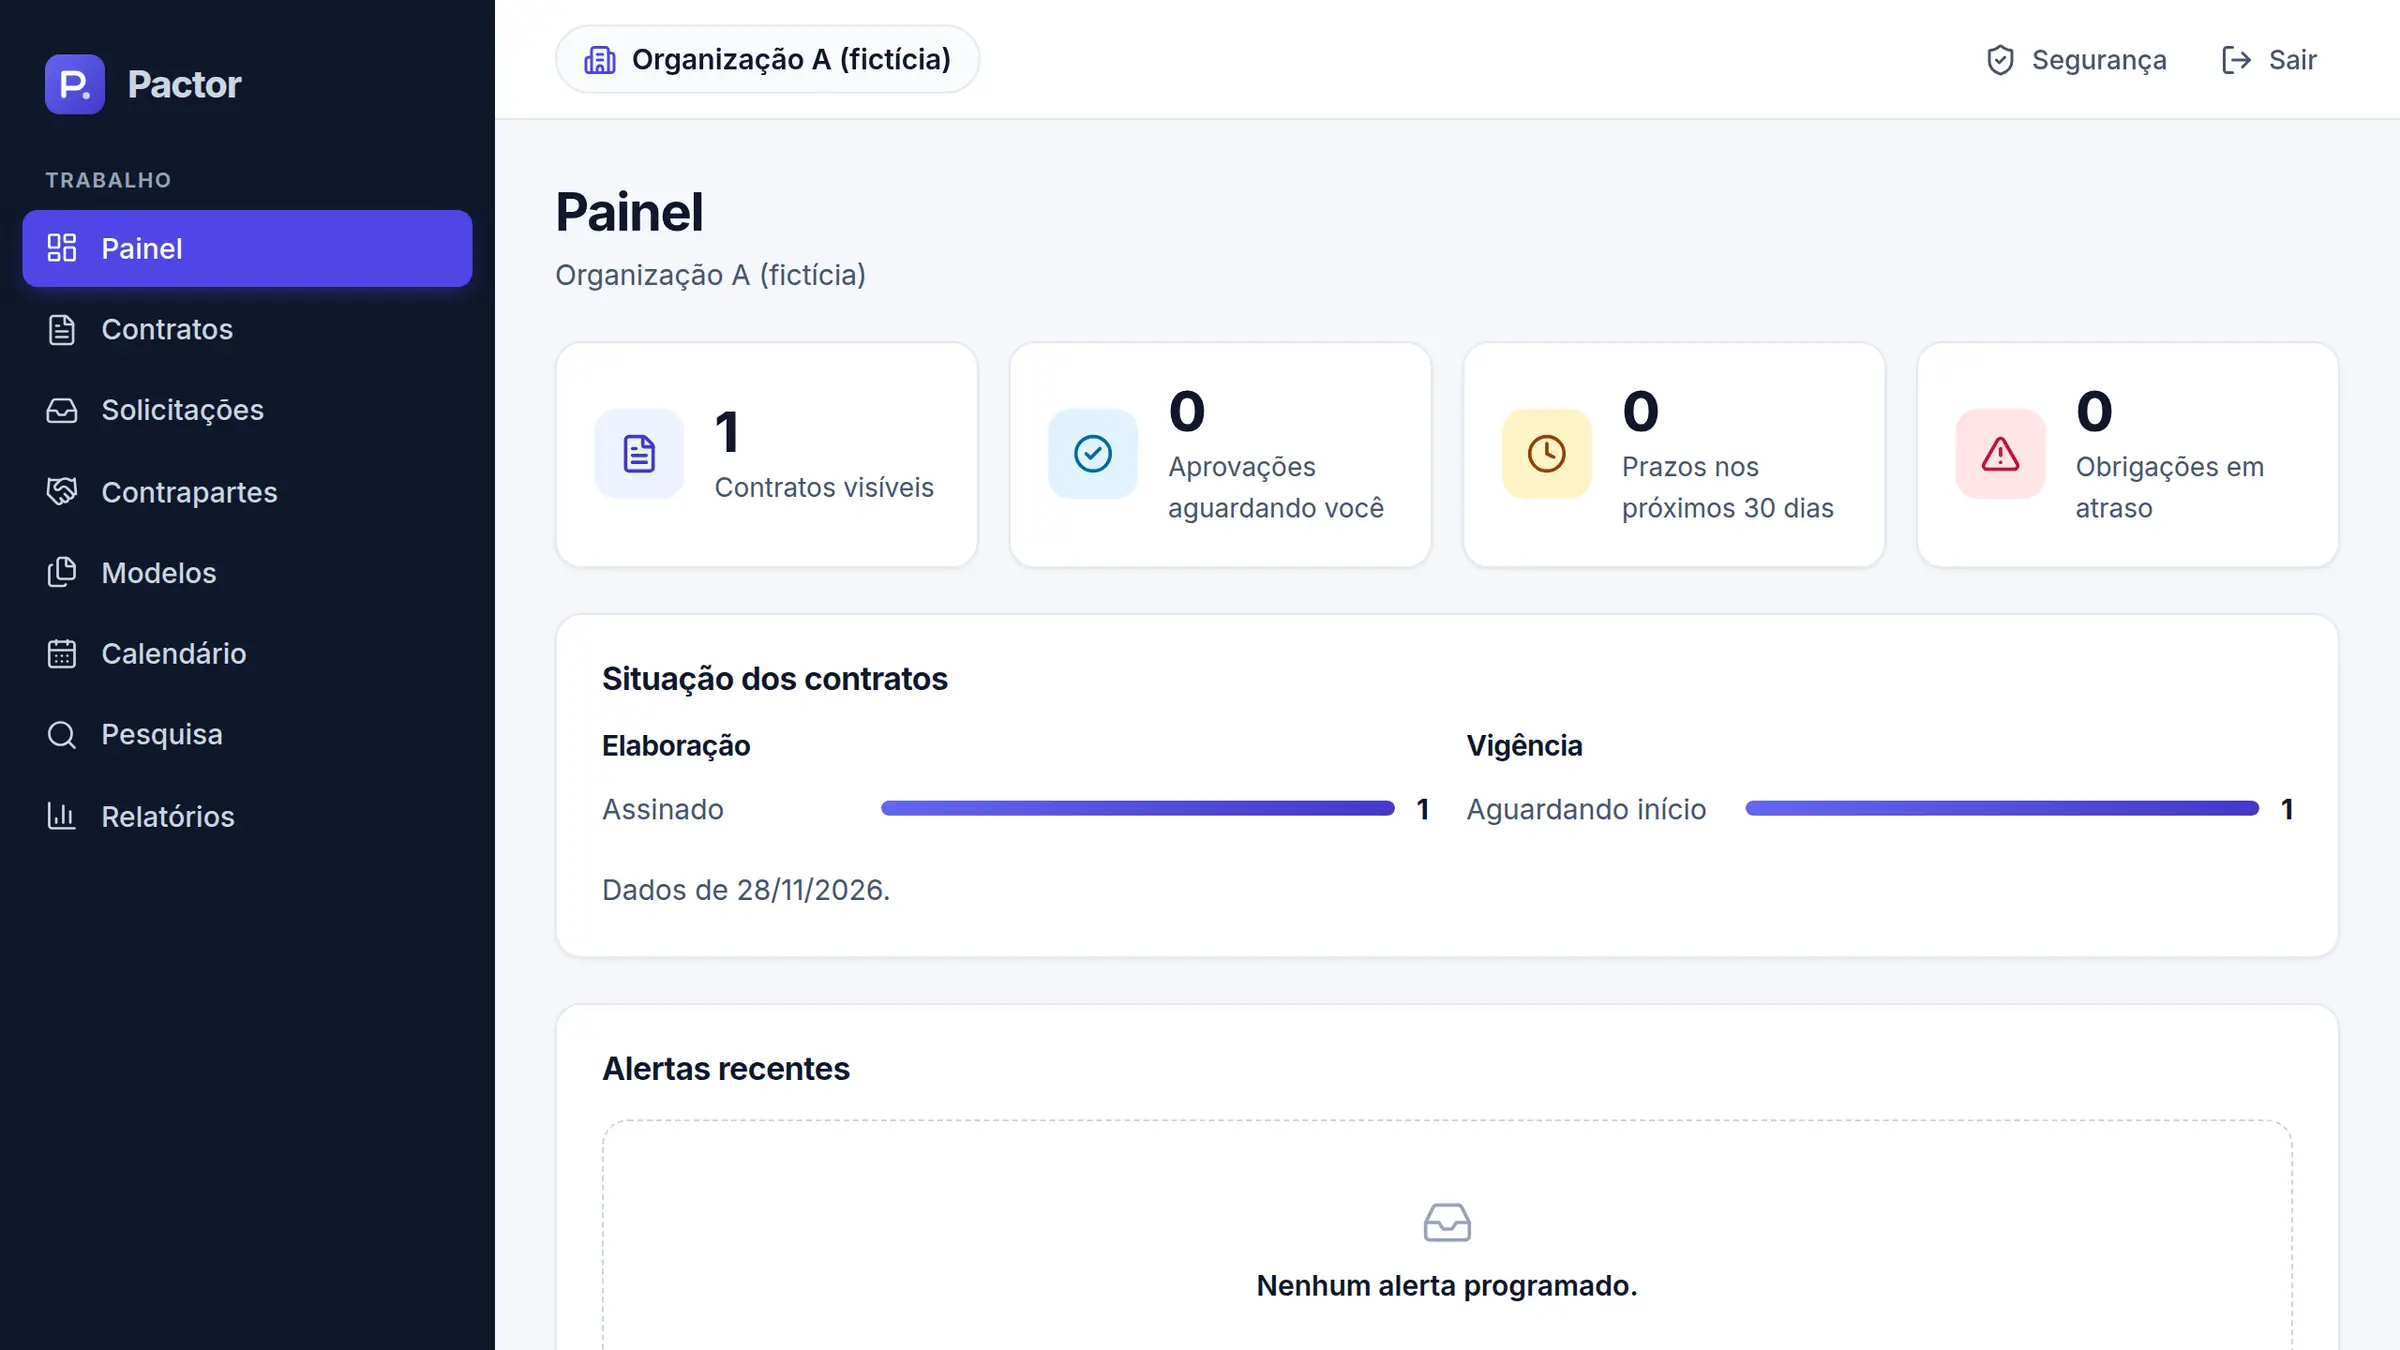 P.
Pactor
TRABALHO
Painel
Contratos
Solicitações
Contrapartes
Modelos
Calendário
Pesquisa
Relatórios
Organização A (fictícia)
Segurança
Sair
Painel
Organização A (fictícia)
1
Contratos visíveis
0
Aprovações
aguardando você
0
Prazos nos
próximos 30 dias
0
Obrigações em
atraso
Situação dos contratos
Elaboração
Assinado 1
Vigência
Aguardando início 1
Dados de 28/11/2026.
Alertas recentes
Nenhum alerta programado.